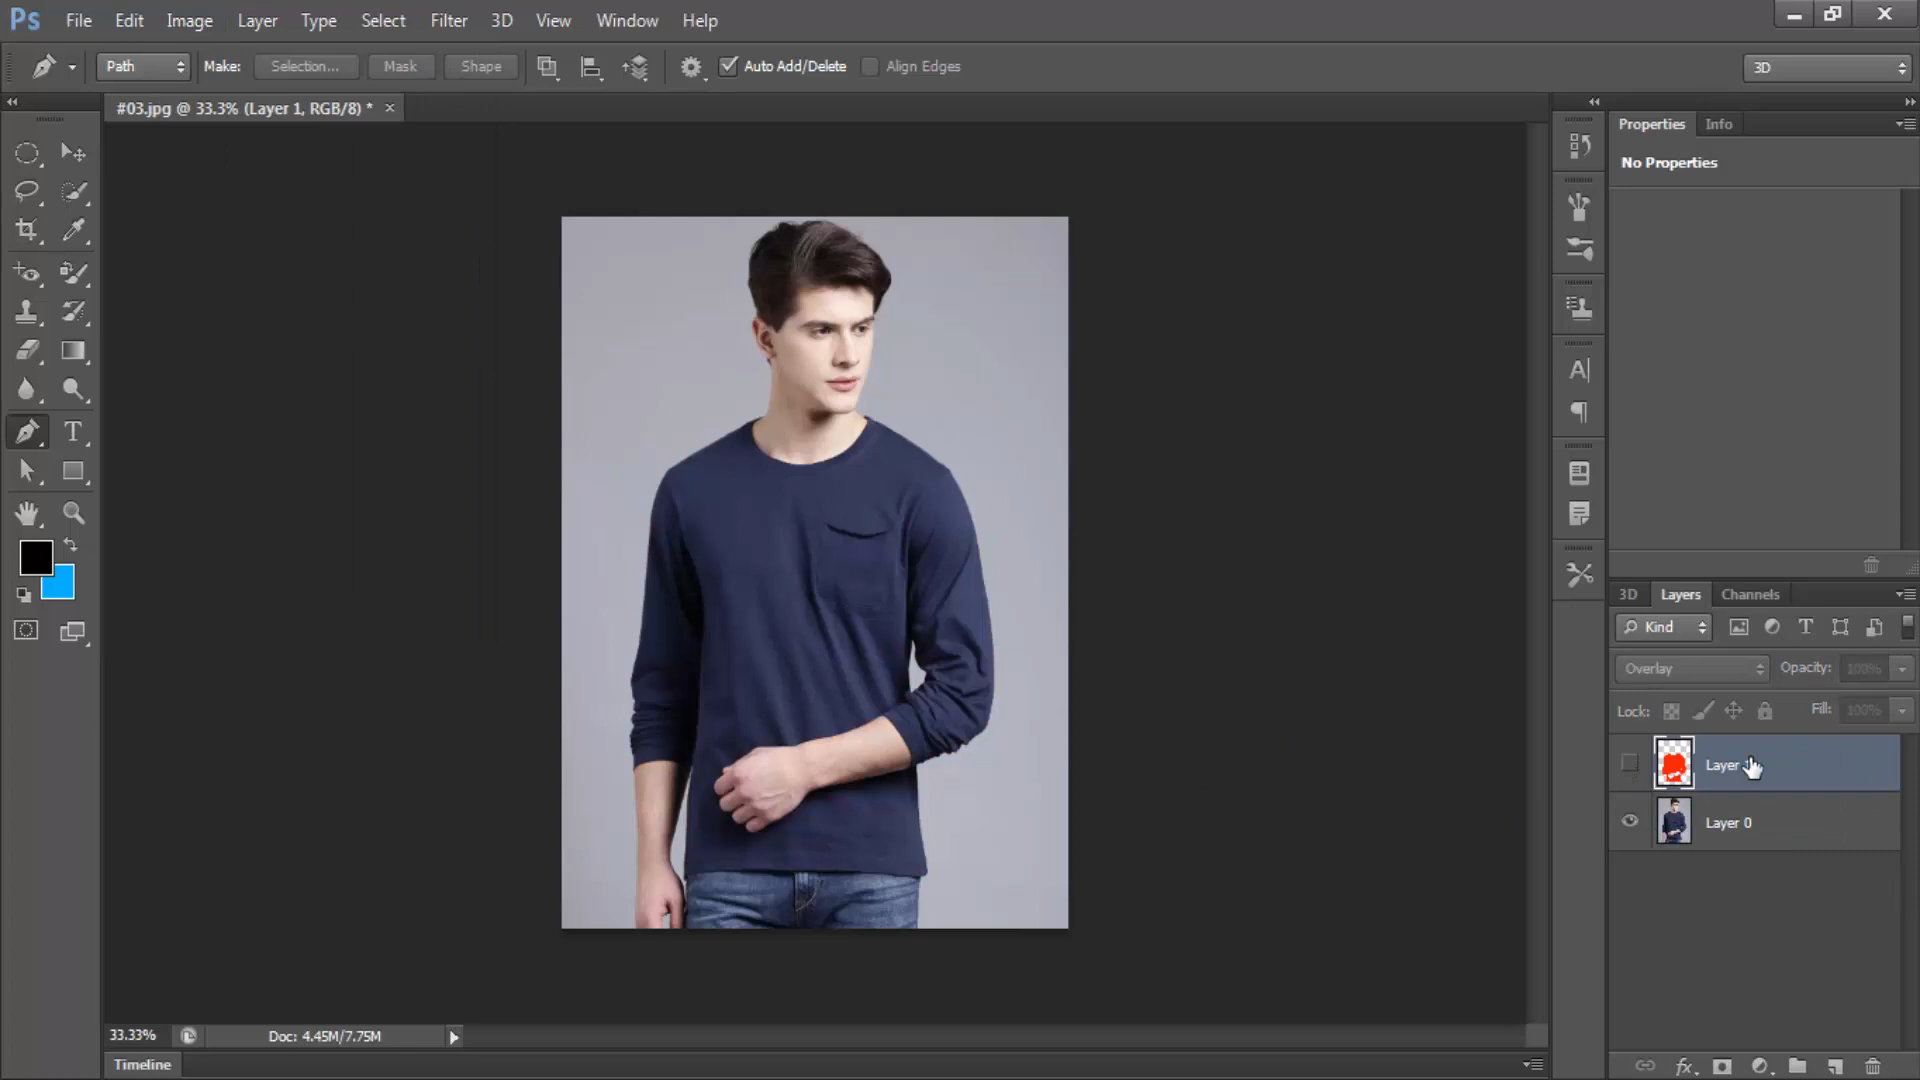 Ps File Edit Image Layer Type Select Filter 3D View Window Help
Path Make: Selection... Mask Shape Auto Add/Delete Align Edges 3D
#03.jpg @ 33.3% (Layer 1, RGB/8) * ×
Properties Info
No Properties
3D Layers Channels
Kind
Overlay Opacity: 100%
Lock: Fill: 100%
Layer
Layer 0
33.33% Doc: 4.45M/7.75M
Timeline